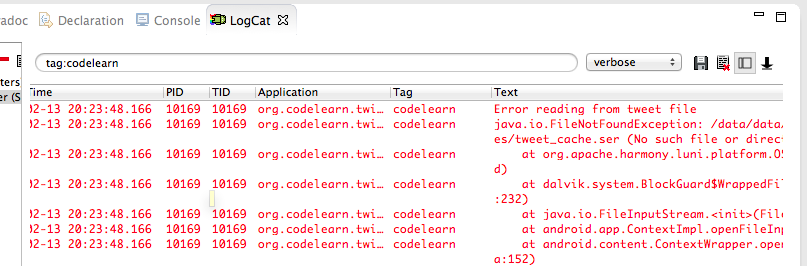 radoc Declaration Console LogCat
tag:codelearn verbose
ters
er (S
Time PID TID Application Tag Text
02-13 20:23:48.166 10169 10169 org.codelearn.twi... codelearn Error reading from tweet file
02-13 20:23:48.166 10169 10169 org.codelearn.twi... codelearn java.io.FileNotFoundException: /data/data/
es/tweet_cache.ser (No such file or direct
02-13 20:23:48.166 10169 10169 org.codelearn.twi... codelearn at org.apache.harmony.luni.platform.OS
d)
02-13 20:23:48.166 10169 10169 org.codelearn.twi... codelearn at dalvik.system.BlockGuard$WrappedFil
:232)
02-13 20:23:48.166 10169 10169 org.codelearn.twi... codelearn at java.io.FileInputStream.<init>(File
02-13 20:23:48.166 10169 10169 org.codelearn.twi... codelearn at android.app.ContextImpl.openFileInp
02-13 20:23:48.166 10169 10169 org.codelearn.twi... codelearn at android.content.ContextWrapper.open
a:152)